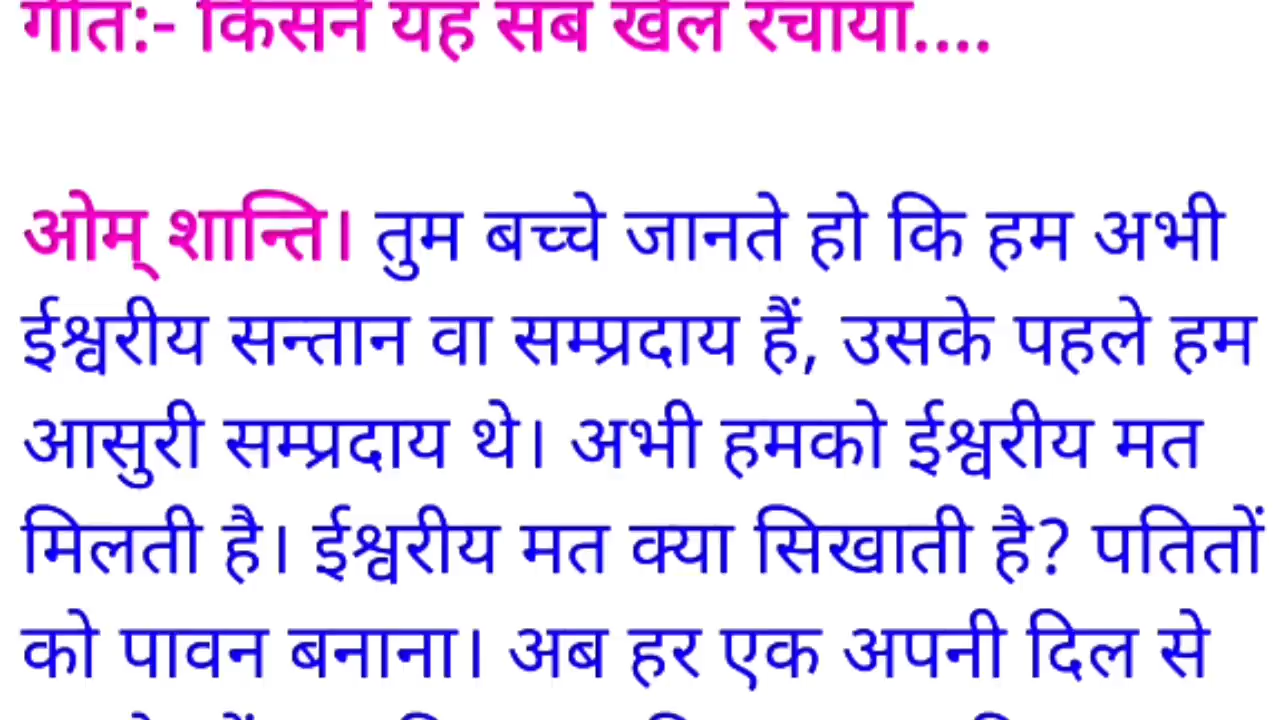 गीत:- किसने यह सब खेल रचाया....
ओम् शान्ति। तुम बच्चे जानते हो कि हम अभी
ईश्वरीय सन्तान वा सम्प्रदाय हैं, उसके पहले हम
आसुरी सम्प्रदाय थे। अभी हमको ईश्वरीय मत
मिलती है। ईश्वरीय मत क्या सिखाती है? पतितों
को पावन बनाना। अब हर एक अपनी दिल से